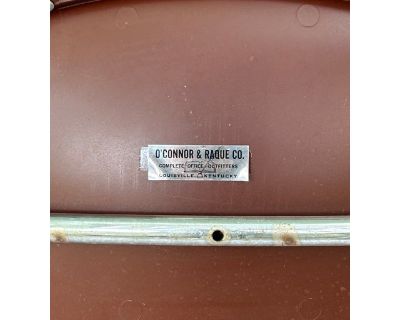 O'CONNOR & RAQUE CO.
COMPLETE OFFICE OUTFITTERS
LOUISVILLE KENTUCKY